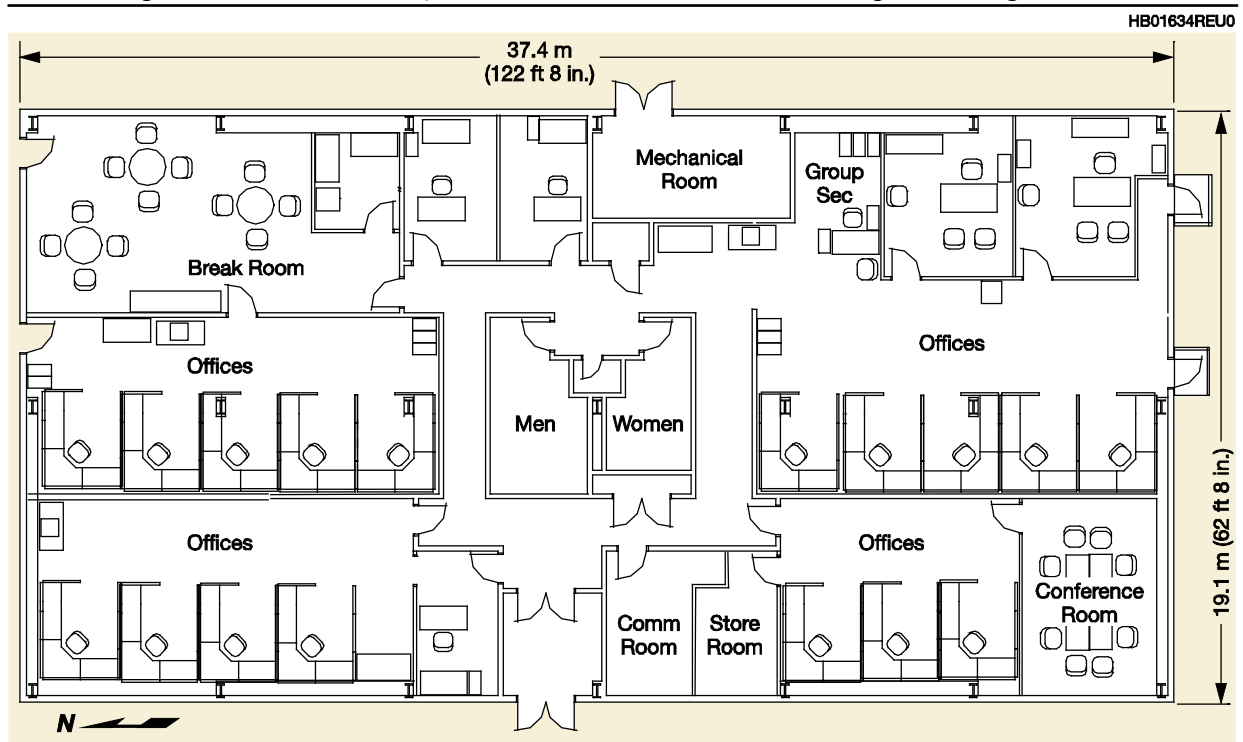 HB01634REU0
37.4 m
(122 ft 8 in.)
Mechanical
Room
Group
Sec
Break Room
Offices
Offices
Men
Women
19.1 m (62 ft 8 in.)
Offices
Offices
Conference
Room
Comm
Room
Store
Room
N